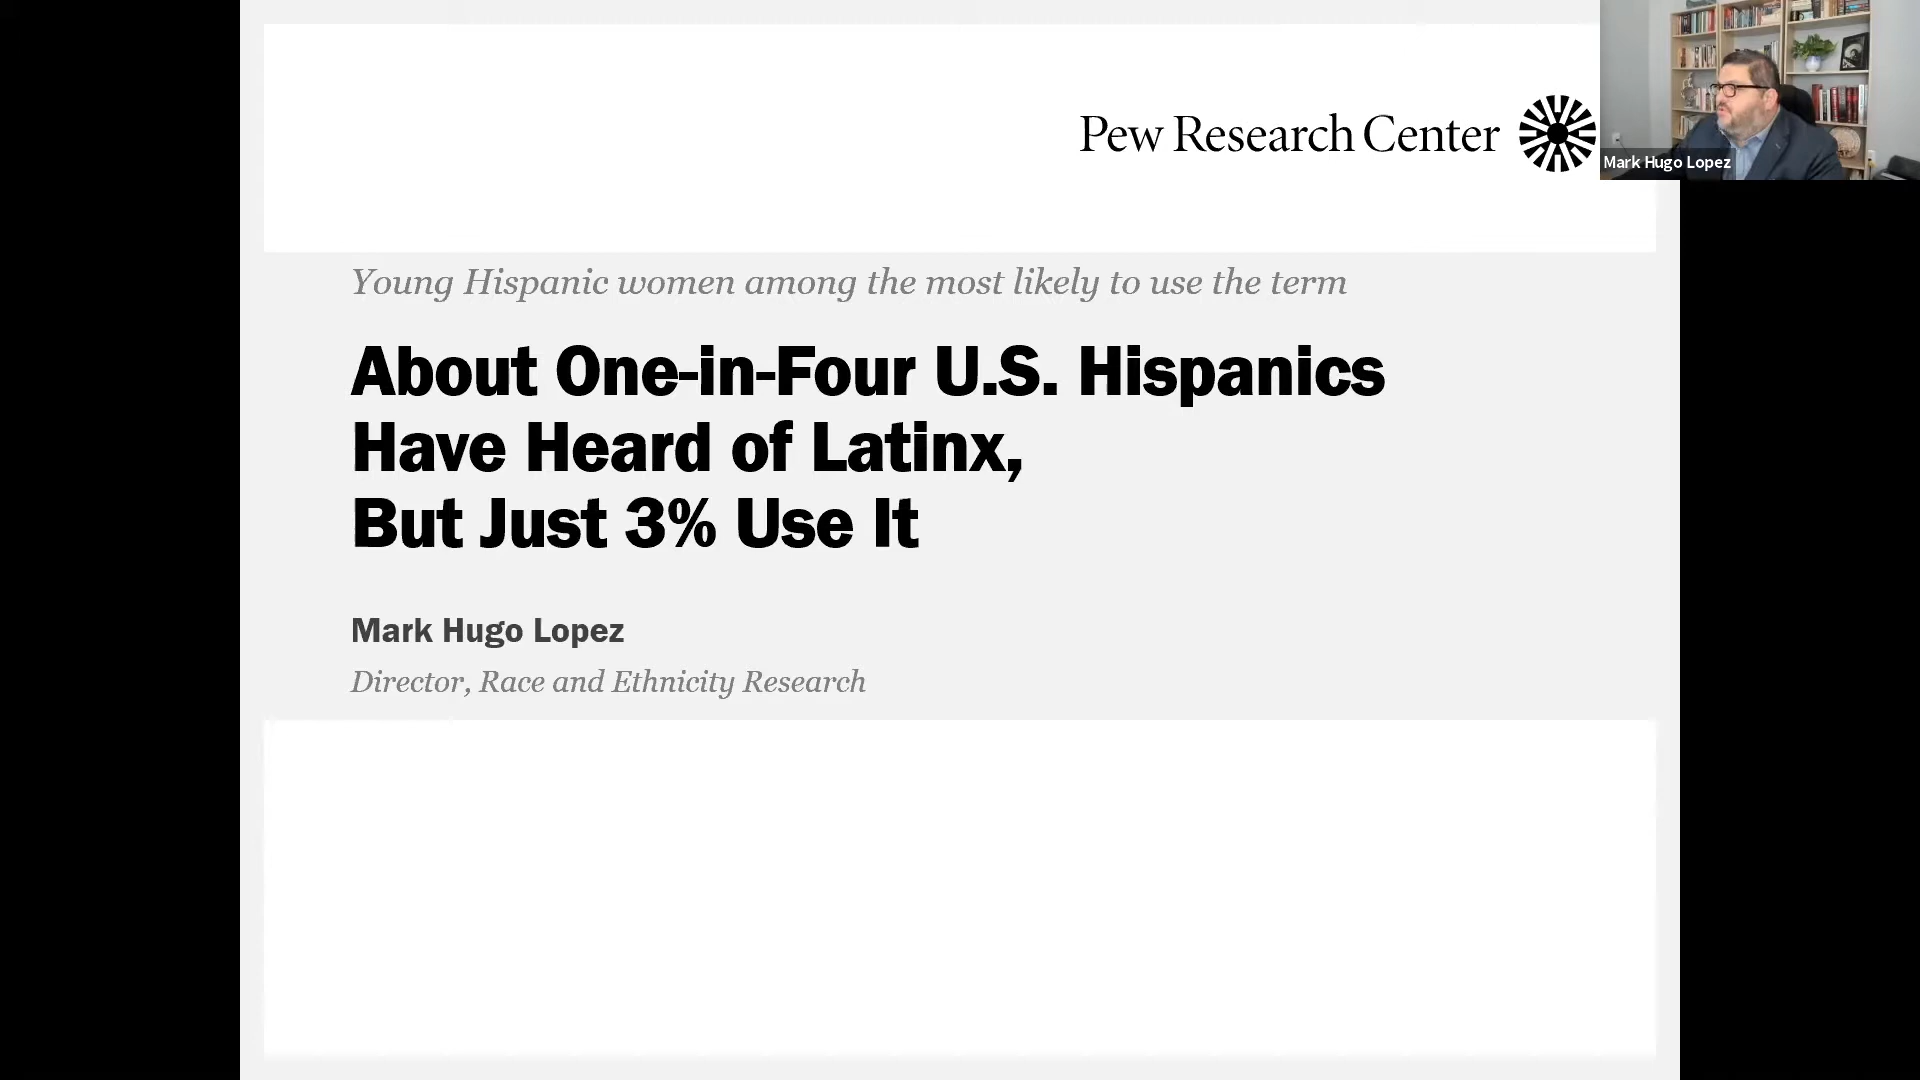 Pew Research Center
Mark Hugo Lopez
Young Hispanic women among the most likely to use the term
About One-in-Four U.S. Hispanics
Have Heard of Latinx,
But Just 3% Use It
Mark Hugo Lopez
Director, Race and Ethnicity Research